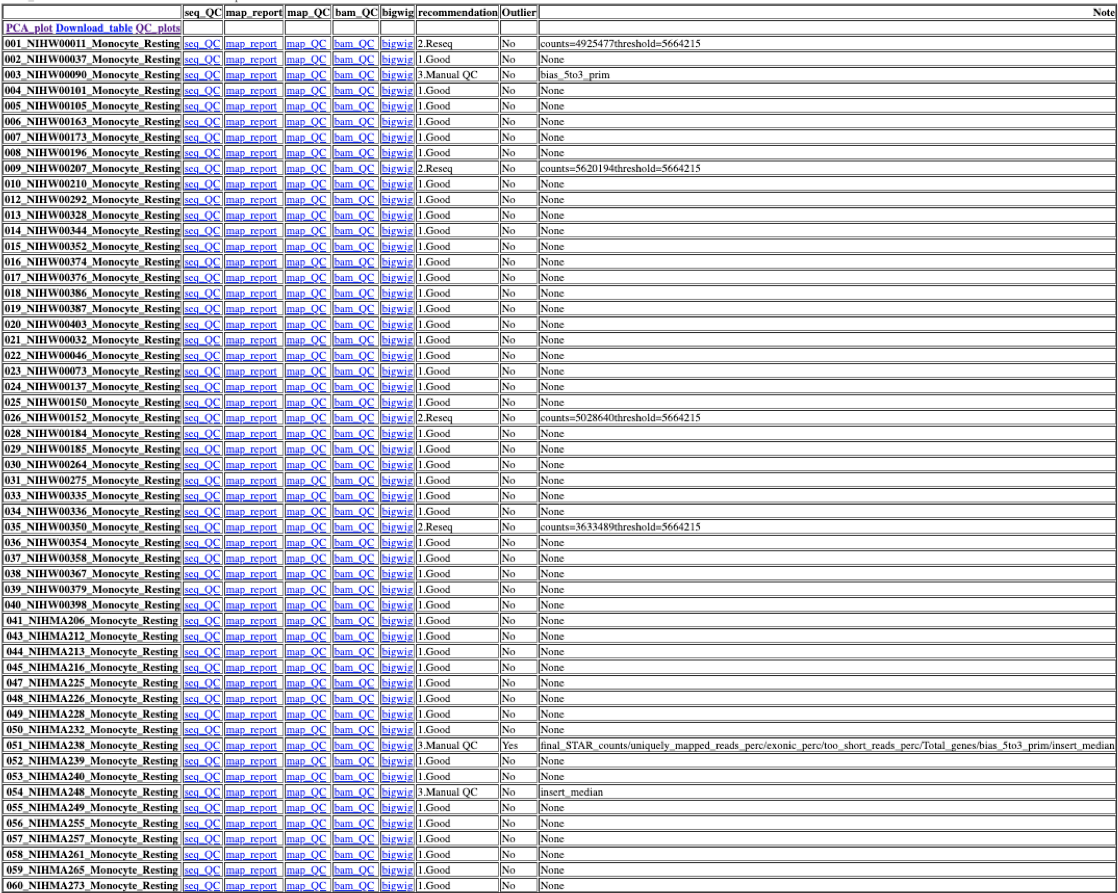 seq_QC map_report map_QC bam_QC bigwig recommendation Outlier Note
PCA_plot Download_table QC_plots
001_NIHW00011_Monocyte_Resting seq_QC map_report map_QC bam_QC bigwig 2.Reseq No counts=4925477threshold=5664215
002_NIHW00037_Monocyte_Resting seq_QC map_report map_QC bam_QC bigwig 1.Good No None
003_NIHW00090_Monocyte_Resting seq_QC map_report map_QC bam_QC bigwig 3.Manual QC No bias_5to3_prim
004_NIHW00101_Monocyte_Resting seq_QC map_report map_QC bam_QC bigwig 1.Good No None
005_NIHW00105_Monocyte_Resting seq_QC map_report map_QC bam_QC bigwig 1.Good No None
006_NIHW00163_Monocyte_Resting seq_QC map_report map_QC bam_QC bigwig 1.Good No None
007_NIHW00173_Monocyte_Resting seq_QC map_report map_QC bam_QC bigwig 1.Good No None
008_NIHW00196_Monocyte_Resting seq_QC map_report map_QC bam_QC bigwig 1.Good No None
009_NIHW00207_Monocyte_Resting seq_QC map_report map_QC bam_QC bigwig 2.Reseq No counts=5620194threshold=5664215
010_NIHW00210_Monocyte_Resting seq_QC map_report map_QC bam_QC bigwig 1.Good No None
012_NIHW00292_Monocyte_Resting seq_QC map_report map_QC bam_QC bigwig 1.Good No None
013_NIHW00328_Monocyte_Resting seq_QC map_report map_QC bam_QC bigwig 1.Good No None
014_NIHW00344_Monocyte_Resting seq_QC map_report map_QC bam_QC bigwig 1.Good No None
015_NIHW00352_Monocyte_Resting seq_QC map_report map_QC bam_QC bigwig 1.Good No None
016_NIHW00374_Monocyte_Resting seq_QC map_report map_QC bam_QC bigwig 1.Good No None
017_NIHW00376_Monocyte_Resting seq_QC map_report map_QC bam_QC bigwig 1.Good No None
018_NIHW00386_Monocyte_Resting seq_QC map_report map_QC bam_QC bigwig 1.Good No None
019_NIHW00387_Monocyte_Resting seq_QC map_report map_QC bam_QC bigwig 1.Good No None
020_NIHW00403_Monocyte_Resting seq_QC map_report map_QC bam_QC bigwig 1.Good No None
021_NIHW00032_Monocyte_Resting seq_QC map_report map_QC bam_QC bigwig 1.Good No None
022_NIHW00046_Monocyte_Resting seq_QC map_report map_QC bam_QC bigwig 1.Good No None
023_NIHW00073_Monocyte_Resting seq_QC map_report map_QC bam_QC bigwig 1.Good No None
024_NIHW00137_Monocyte_Resting seq_QC map_report map_QC bam_QC bigwig 1.Good No None
025_NIHW00150_Monocyte_Resting seq_QC map_report map_QC bam_QC bigwig 1.Good No None
026_NIHW00152_Monocyte_Resting seq_QC map_report map_QC bam_QC bigwig 2.Reseq No counts=5028640threshold=5664215
028_NIHW00184_Monocyte_Resting seq_QC map_report map_QC bam_QC bigwig 1.Good No None
029_NIHW00185_Monocyte_Resting seq_QC map_report map_QC bam_QC bigwig 1.Good No None
030_NIHW00264_Monocyte_Resting seq_QC map_report map_QC bam_QC bigwig 1.Good No None
031_NIHW00275_Monocyte_Resting seq_QC map_report map_QC bam_QC bigwig 1.Good No None
033_NIHW00335_Monocyte_Resting seq_QC map_report map_QC bam_QC bigwig 1.Good No None
034_NIHW00336_Monocyte_Resting seq_QC map_report map_QC bam_QC bigwig 1.Good No None
035_NIHW00350_Monocyte_Resting seq_QC map_report map_QC bam_QC bigwig 2.Reseq No counts=3633489threshold=5664215
036_NIHW00354_Monocyte_Resting seq_QC map_report map_QC bam_QC bigwig 1.Good No None
037_NIHW00358_Monocyte_Resting seq_QC map_report map_QC bam_QC bigwig 1.Good No None
038_NIHW00367_Monocyte_Resting seq_QC map_report map_QC bam_QC bigwig 1.Good No None
039_NIHW00379_Monocyte_Resting seq_QC map_report map_QC bam_QC bigwig 1.Good No None
040_NIHW00398_Monocyte_Resting seq_QC map_report map_QC bam_QC bigwig 1.Good No None
041_NIHMA206_Monocyte_Resting seq_QC map_report map_QC bam_QC bigwig 1.Good No None
043_NIHMA212_Monocyte_Resting seq_QC map_report map_QC bam_QC bigwig 1.Good No None
044_NIHMA213_Monocyte_Resting seq_QC map_report map_QC bam_QC bigwig 1.Good No None
045_NIHMA216_Monocyte_Resting seq_QC map_report map_QC bam_QC bigwig 1.Good No None
047_NIHMA225_Monocyte_Resting seq_QC map_report map_QC bam_QC bigwig 1.Good No None
048_NIHMA226_Monocyte_Resting seq_QC map_report map_QC bam_QC bigwig 1.Good No None
049_NIHMA228_Monocyte_Resting seq_QC map_report map_QC bam_QC bigwig 1.Good No None
050_NIHMA232_Monocyte_Resting seq_QC map_report map_QC bam_QC bigwig 1.Good No None
051_NIHMA238_Monocyte_Resting seq_QC map_report map_QC bam_QC bigwig 3.Manual QC Yes final_STAR_counts/uniquely_mapped_reads_perc/exonic_perc/too_short_reads_perc/Total_genes/bias_5to3_prim/insert_median
052_NIHMA239_Monocyte_Resting seq_QC map_report map_QC bam_QC bigwig 1.Good No None
053_NIHMA240_Monocyte_Resting seq_QC map_report map_QC bam_QC bigwig 1.Good No None
054_NIHMA248_Monocyte_Resting seq_QC map_report map_QC bam_QC bigwig 3.Manual QC No insert_median
055_NIHMA249_Monocyte_Resting seq_QC map_report map_QC bam_QC bigwig 1.Good No None
056_NIHMA255_Monocyte_Resting seq_QC map_report map_QC bam_QC bigwig 1.Good No None
057_NIHMA257_Monocyte_Resting seq_QC map_report map_QC bam_QC bigwig 1.Good No None
058_NIHMA261_Monocyte_Resting seq_QC map_report map_QC bam_QC bigwig 1.Good No None
059_NIHMA265_Monocyte_Resting seq_QC map_report map_QC bam_QC bigwig 1.Good No None
060_NIHMA273_Monocyte_Resting seq_QC map_report map_QC bam_QC bigwig 1.Good No None